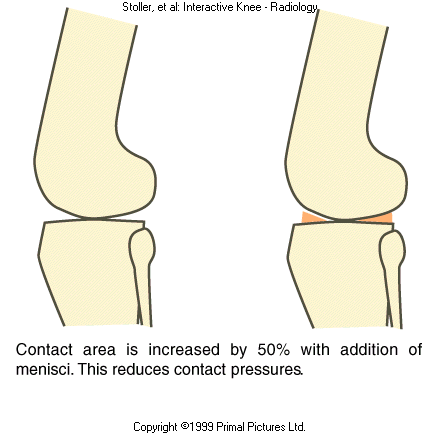 Stoller, et al: Interactive Knee - Radiology
Contact area is increased by 50% with addition of
menisci. This reduces contact pressures.
Copyright ©1999 Primal Pictures Ltd.